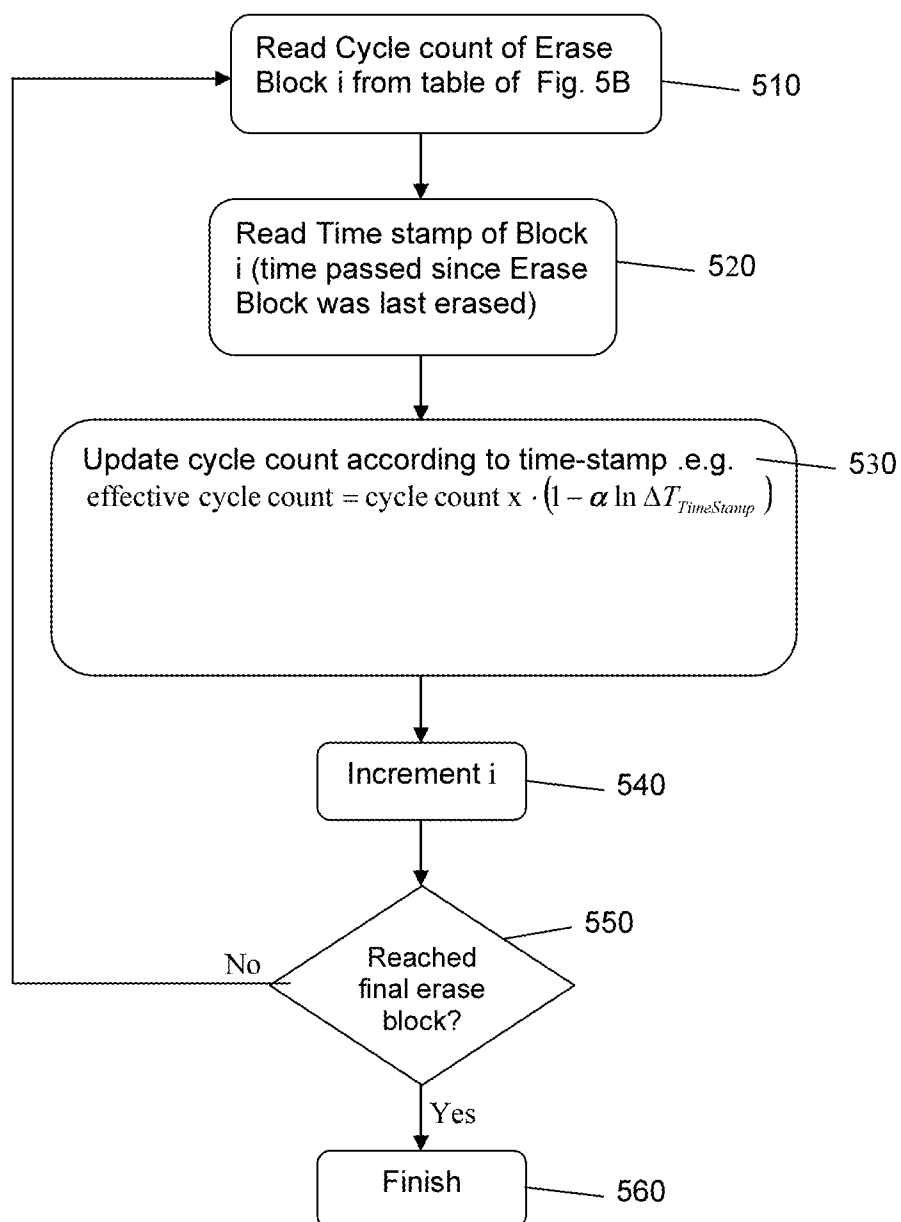 Read Cycle count of Erase
Block i from table of Fig. 5B
510
Read Time stamp of Block
i (time passed since Erase
Block was last erased)
520
Update cycle count according to time-stamp .e.g.
530
effective cycle count = cycle count x · (1 − α ln ΔT_TimeStamp)
Increment i
540
550
Reached
final erase
block?
No
Yes
Finish
560